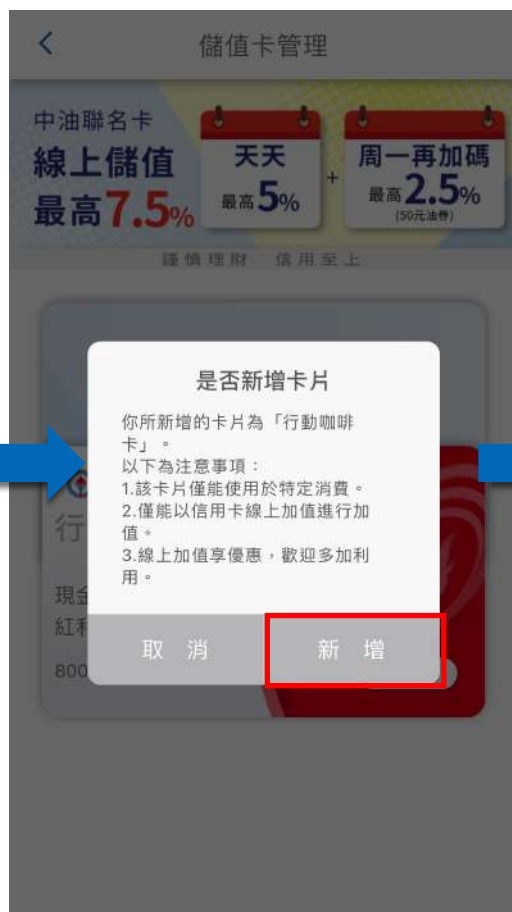 儲值卡管理
中油聯名卡
線上儲值
最高7.5%
天天
最高5%
+
周一再加碼
最高2.5%
(50元油券)
謹慎理財 信用至上
是否新增卡片
你所新增的卡片為「行動咖啡
卡」。
以下為注意事項：
1.該卡片僅能使用於特定消費。
2.僅能以信用卡線上加值進行加
值。
3.線上加值享優惠，歡迎多加利
用。
行
現金
紅利
800
取 消
新 增